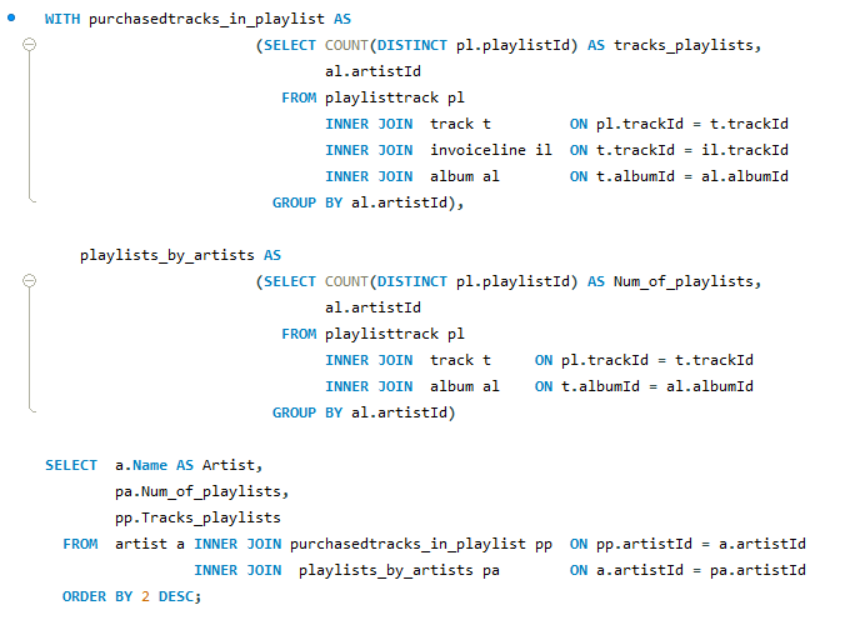 WITH purchasedtracks_in_playlist AS
(SELECT COUNT(DISTINCT pl.playlistId) AS tracks_playlists,
al.artistId
FROM playlisttrack pl
INNER JOIN track t ON pl.trackId = t.trackId
INNER JOIN invoiceline il ON t.trackId = il.trackId
INNER JOIN album al ON t.albumId = al.albumId
GROUP BY al.artistId),
playlists_by_artists AS
(SELECT COUNT(DISTINCT pl.playlistId) AS Num_of_playlists,
al.artistId
FROM playlisttrack pl
INNER JOIN track t ON pl.trackId = t.trackId
INNER JOIN album al ON t.albumId = al.albumId
GROUP BY al.artistId)
SELECT a.Name AS Artist,
pa.Num_of_playlists,
pp.Tracks_playlists
FROM artist a INNER JOIN purchasedtracks_in_playlist pp ON pp.artistId = a.artistId
INNER JOIN playlists_by_artists pa ON a.artistId = pa.artistId
ORDER BY 2 DESC;